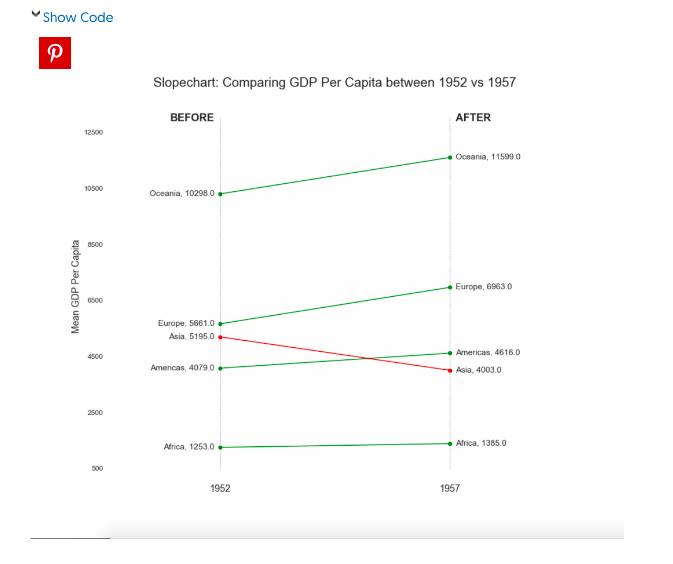 Show Code
Slopechart: Comparing GDP Per Capita between 1952 vs 1957
BEFORE
AFTER
12500
Oceania, 11599.0
10500
Oceania, 10298.0
8500
Mean GDP Per Capita
Europe, 6963.0
6500
Europe, 5661.0
Asia, 5195.0
Americas, 4616.0
4500
Americas, 4079.0
Asia, 4003.0
2500
Africa, 1385.0
Africa, 1253.0
500
1952
1957